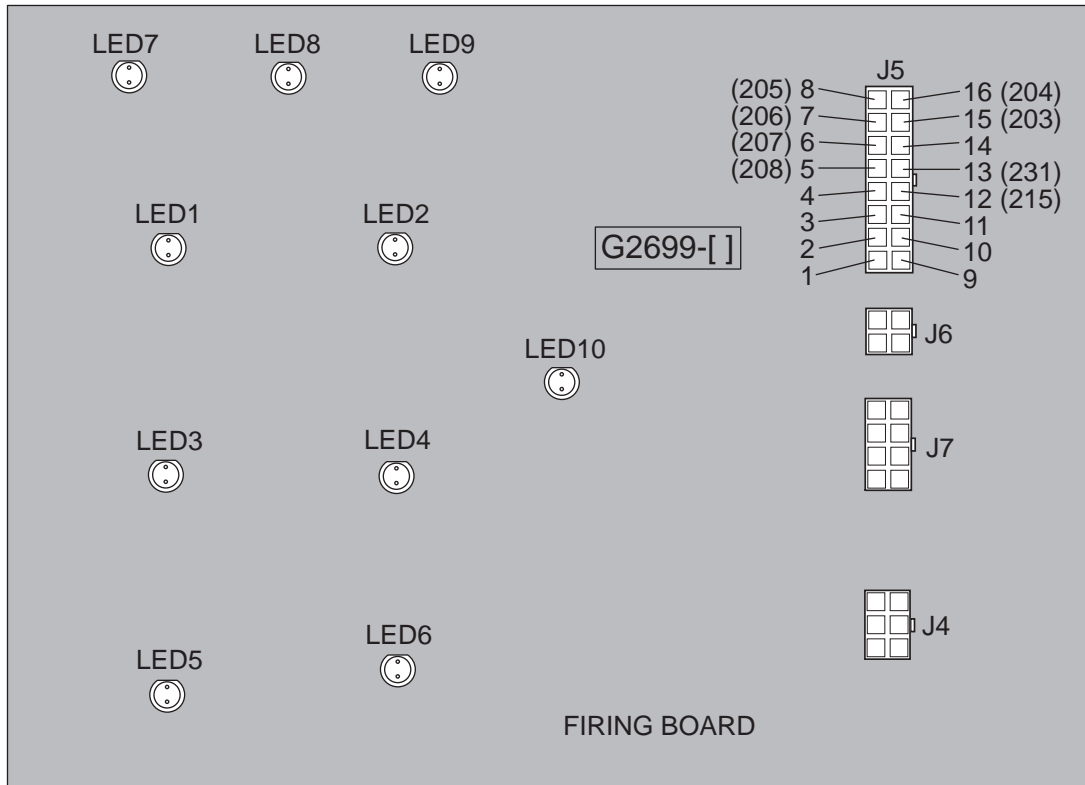 LED7
LED8
LED9
J5
(205) 8
16 (204)
(206) 7
15 (203)
(207) 6
14
(208) 5
13 (231)
4
12 (215)
3
11
2
10
1
9
LED1
LED2
G2699-[ ]
J6
LED10
LED3
LED4
J7
LED5
LED6
J4
FIRING BOARD